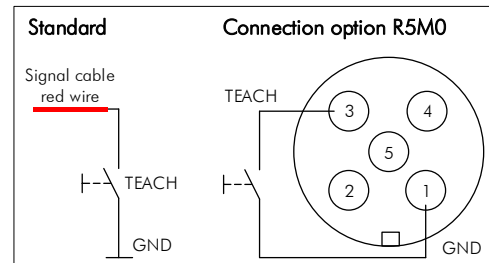 Standard
Connection option R5M0
Signal cable
red wire
TEACH
GND
TEACH
3
4
5
2
1
GND